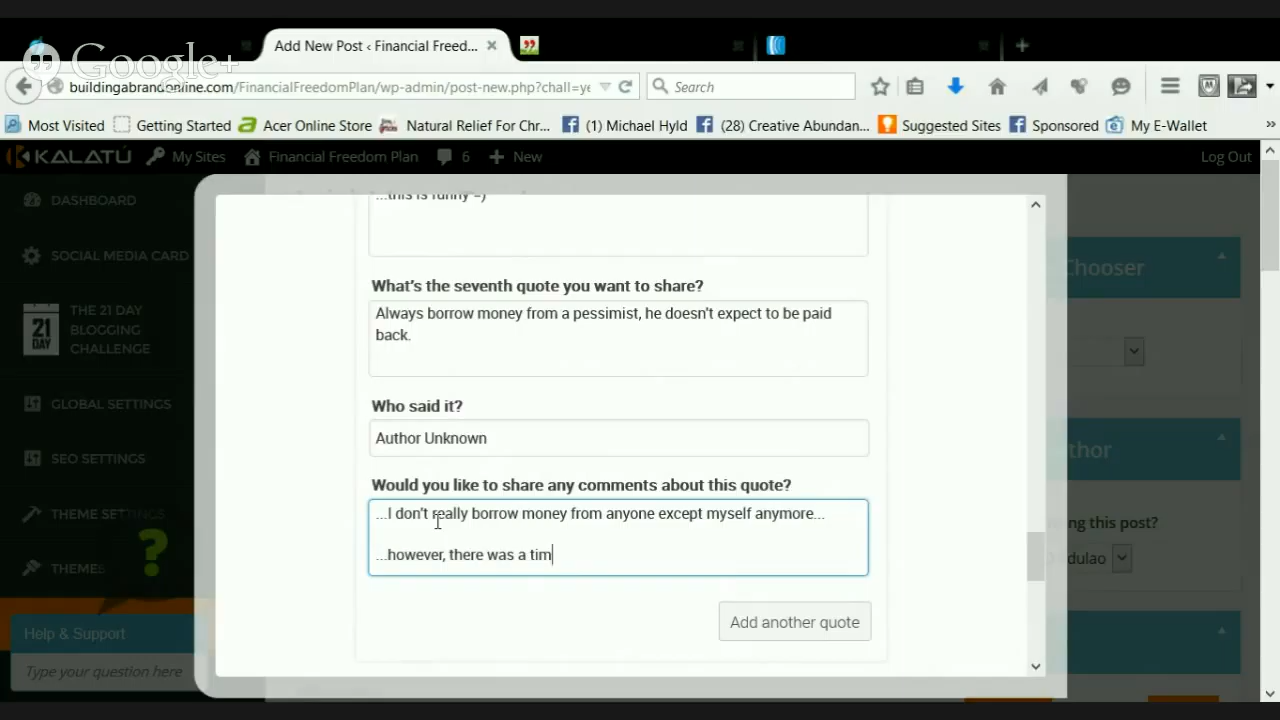 Google+
Add New Post ‹ Financial Freed... ×
buildingabrandonline.com/FinancialFreedomPlan/wp-admin/post-new.php?chall=ye
Search
Most Visited Getting Started Acer Online Store Natural Relief For Chr... (1) Michael Hyld (28) Creative Abundan... Suggested Sites Sponsored My E-Wallet »
KALATŪ My Sites Financial Freedom Plan 6 + New Log Out
DASHBOARD
SOCIAL MEDIA CARD
THE 21 DAY
BLOGGING
CHALLENGE
21
DAY
GLOBAL SETTINGS
SEO SETTINGS
THEME SETTINGS
THEMES
Help & Support
Type your question here
...this is funny =)
What's the seventh quote you want to share?
Always borrow money from a pessimist, he doesn't expect to be paid
back.
Who said it?
Author Unknown
Would you like to share any comments about this quote?
...I don't really borrow money from anyone except myself anymore...
...however, there was a tim
Add another quote
Chooser
thor
ng this post?
dulao